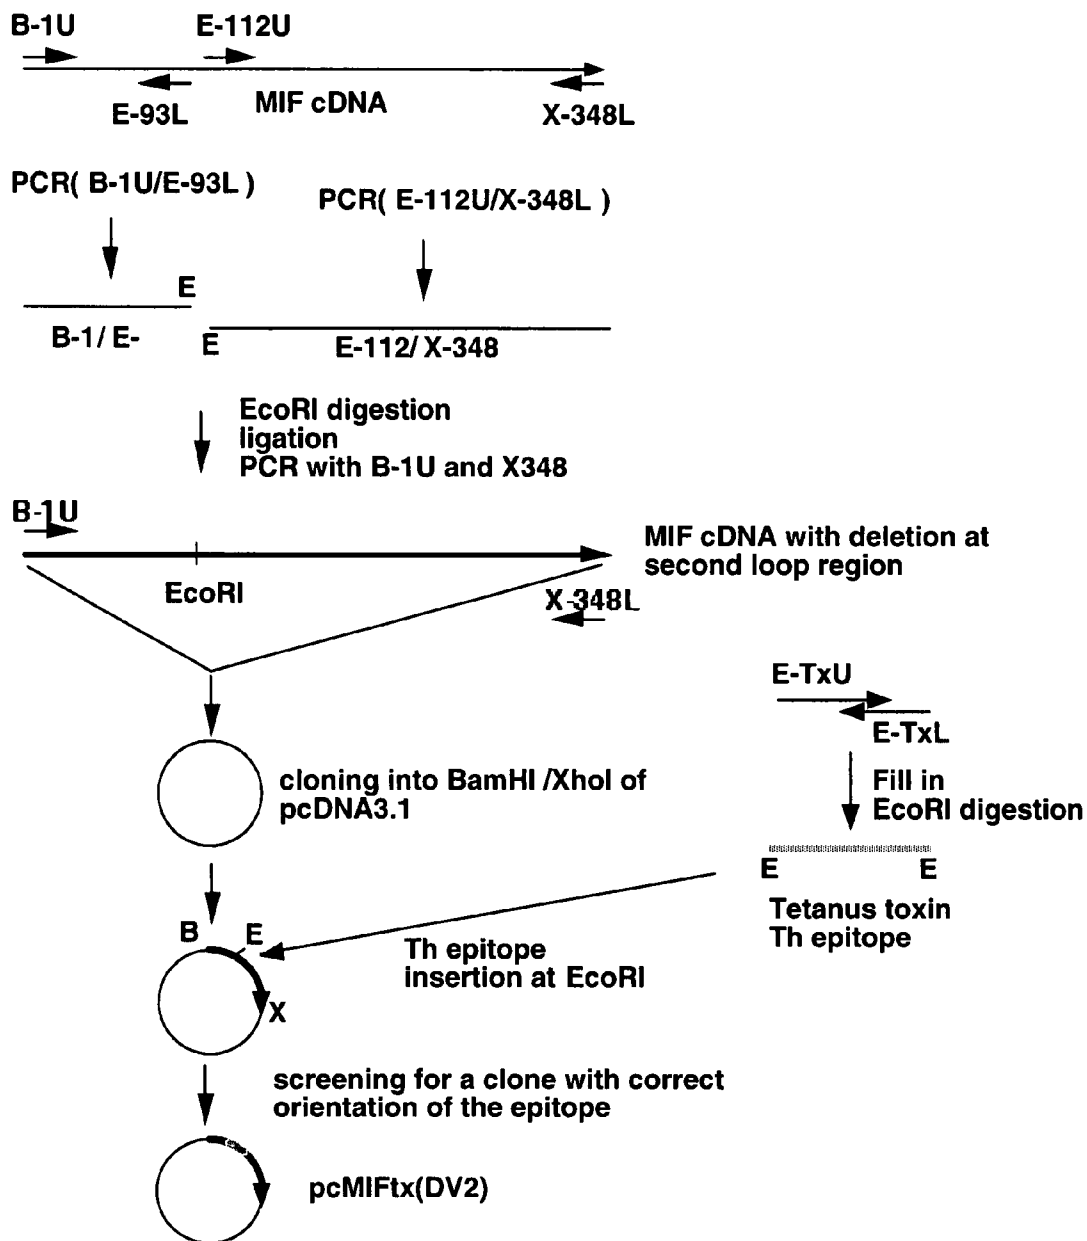 B-1U
E-112U
E-93L
MIF cDNA
X-348L
PCR( B-1U/E-93L )
PCR( E-112U/X-348L )
E
B-1/ E-
E
E-112/ X-348
EcoRI digestion
ligation
PCR with B-1U and X348
B-1U
EcoRI
X-348L
MIF cDNA with deletion at
second loop region
E-TxU
E-TxL
Fill in
EcoRI digestion
E
E
Tetanus toxin
Th epitope
cloning into BamHI /XhoI of
pcDNA3.1
B
E
X
Th epitope
insertion at EcoRI
screening for a clone with correct
orientation of the epitope
pcMIFtx(DV2)